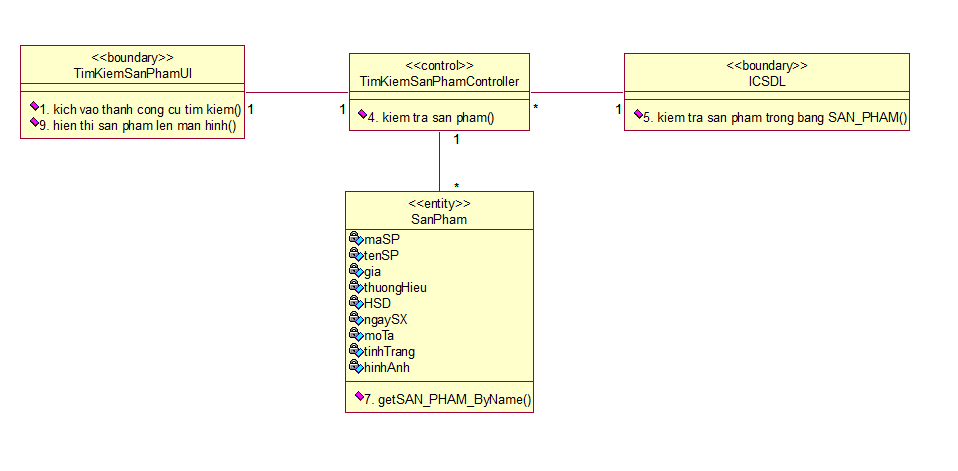 <<boundary>>
TimKiemSanPhamUI
1. kich vao thanh cong cu tim kiem()
9. hien thi san pham len man hinh()
1
1
<<control>>
TimKiemSanPhamController
4. kiem tra san pham()
*
1
<<boundary>>
ICSDL
5. kiem tra san pham trong bang SAN_PHAM()
1
*
<<entity>>
SanPham
maSP
tenSP
gia
thuongHieu
HSD
ngaySX
moTa
tinhTrang
hinhAnh
7. getSAN_PHAM_ByName()